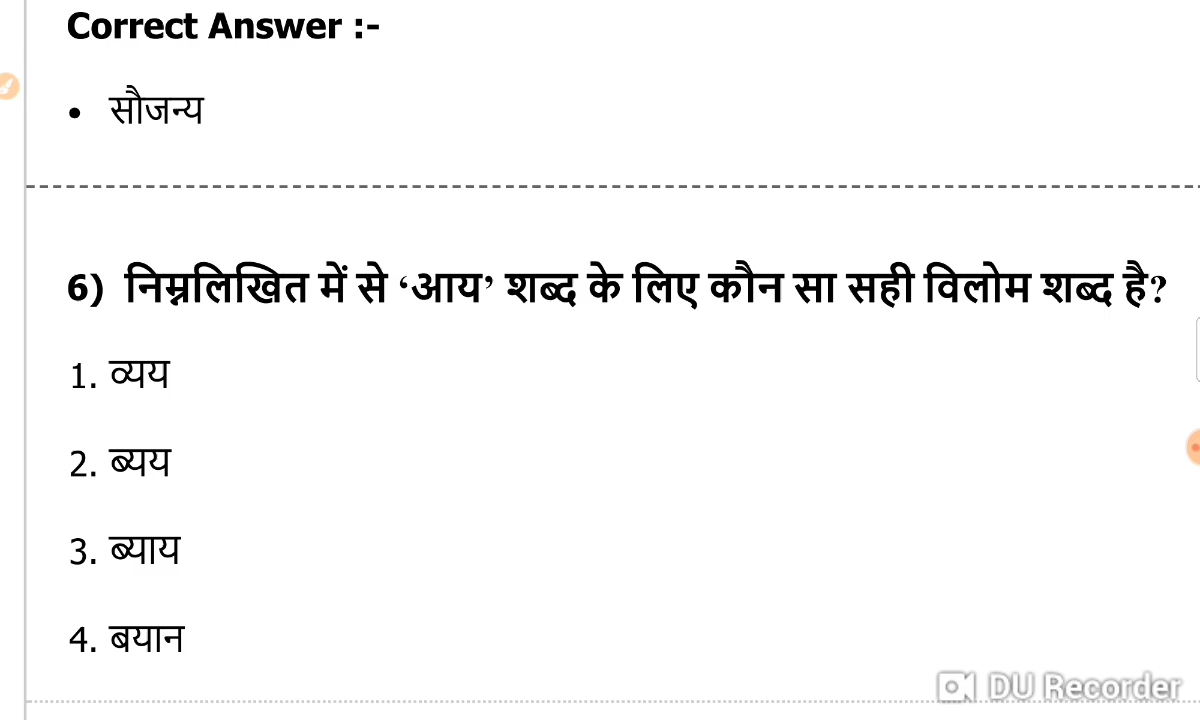 Correct Answer :-
• सौजन्य
6) निम्नलिखित में से ‘आय’ शब्द के लिए कौन सा सही विलोम शब्द है?
1. व्यय
2. ब्यय
3. ब्याय
4. बयान
DU Recorder